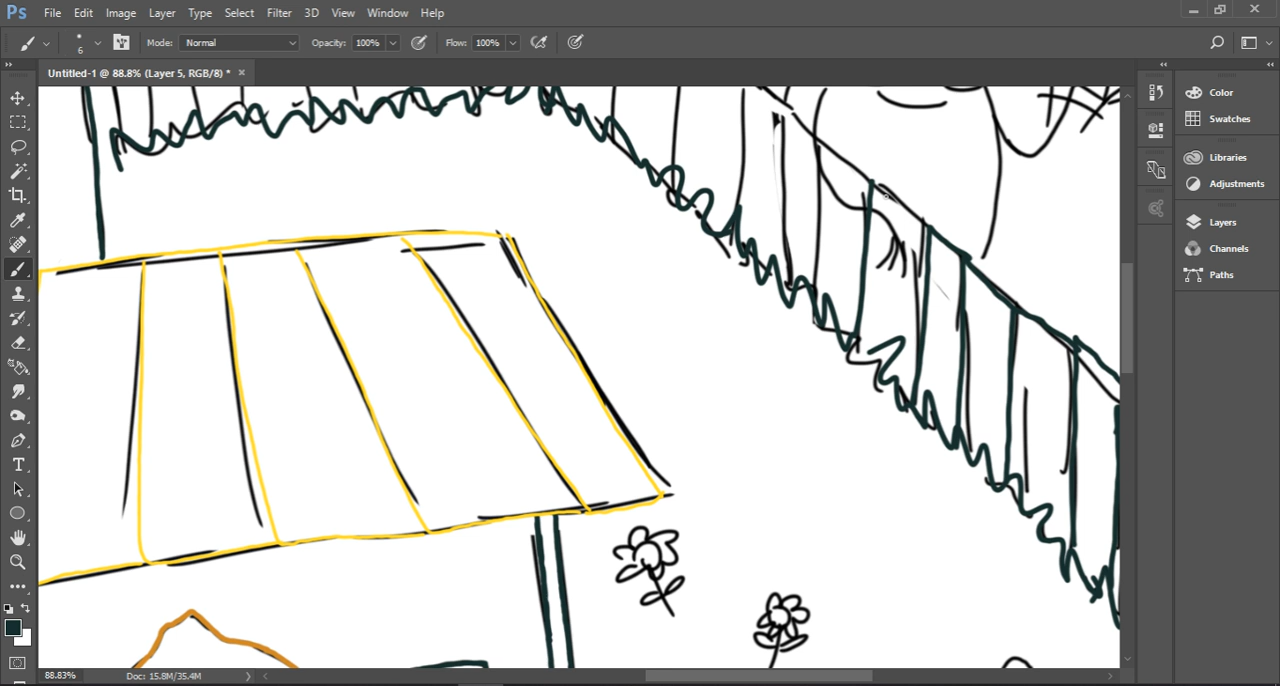 Ps File Edit Image Layer Type Select Filter 3D View Window Help
6 Mode: Normal Opacity: 100% Flow: 100%
Untitled-1 @ 88.8% (Layer 5, RGB/8) *
Color
Swatches
Libraries
Adjustments
Layers
Channels
Paths
88.83% Doc: 15.8M/35.4M